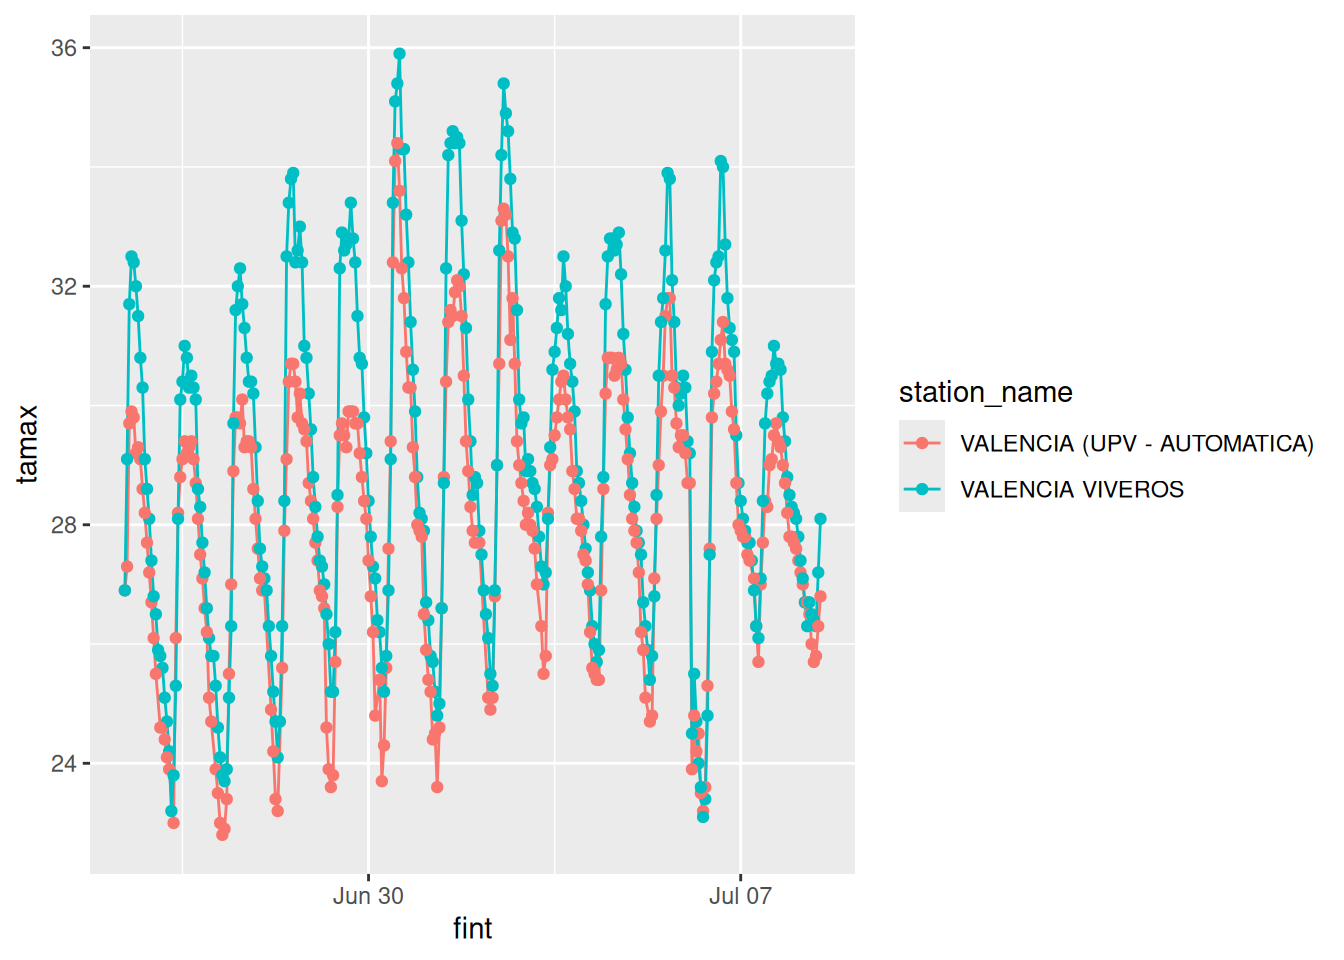 36
32
28
24
tamax
Jun 30
Jul 07
fint
station_name
VALENCIA (UPV - AUTOMATICA)
VALENCIA VIVEROS